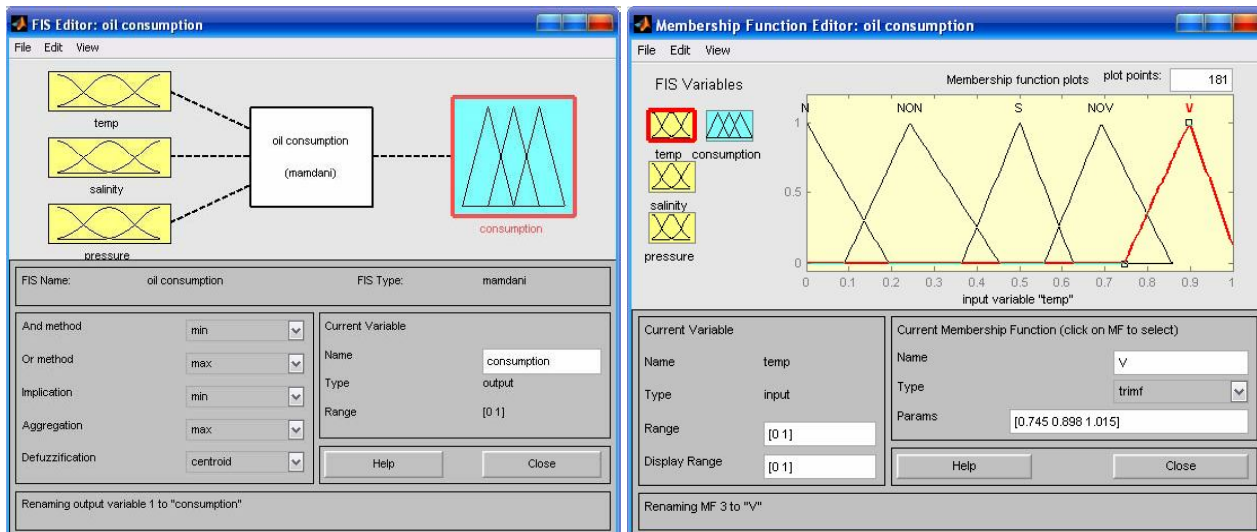 FIS Editor: oil consumption
File Edit View
temp
salinity
pressure
oil consumption
(mamdani)
consumption
FIS Name: oil consumption FIS Type: mamdani
And method min
Or method max
Implication min
Aggregation max
Defuzzification centroid
Current Variable
Name consumption
Type output
Range [0 1]
Help Close
Renaming output variable 1 to "consumption"
Membership Function Editor: oil consumption
File Edit View
FIS Variables
temp consumption
salinity
pressure
Membership function plots plot points: 181
N NON S NOV V
1
0.5
0
0 0.1 0.2 0.3 0.4 0.5 0.6 0.7 0.8 0.9 1
input variable "temp"
Current Variable
Name temp
Type input
Range [0 1]
Display Range [0 1]
Current Membership Function (click on MF to select)
Name V
Type trimf
Params [0.745 0.898 1.015]
Help Close
Renaming MF 3 to "V"